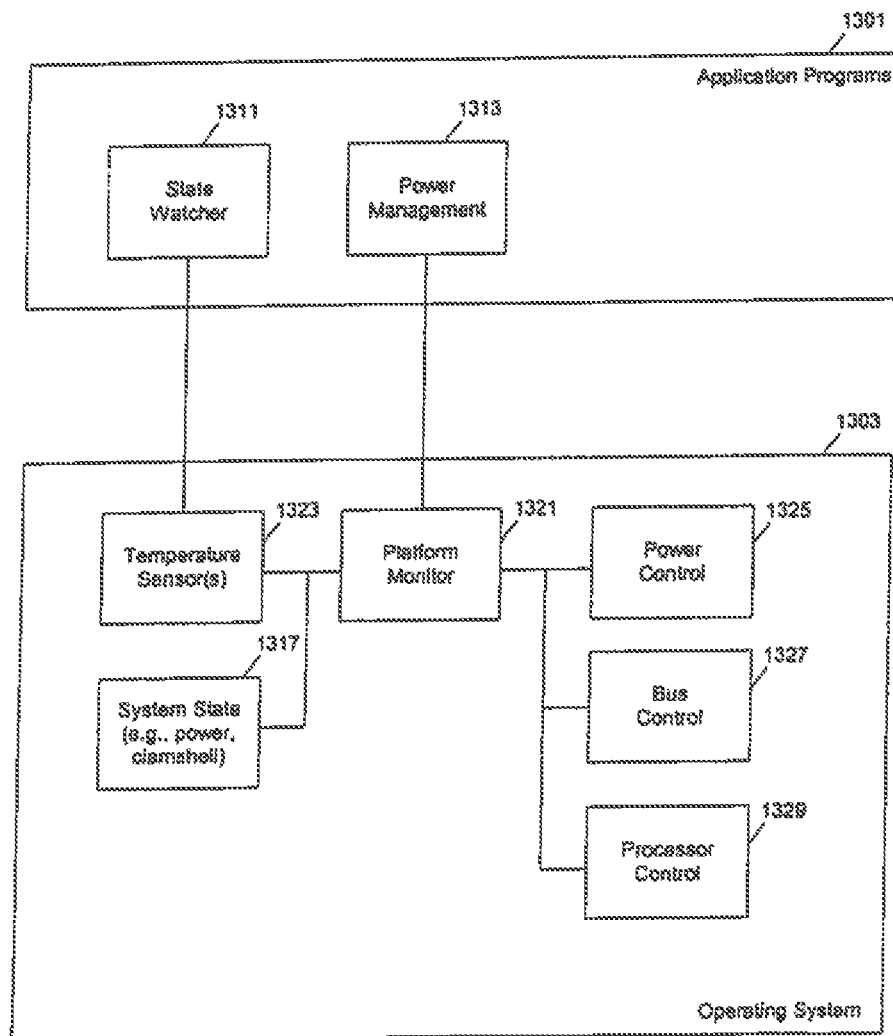 1301
Application Programs
1311
1313
State
Watcher
Power
Management
1303
1323
1321
1325
Temperature
Sensor(s)
Platform
Monitor
Power
Control
1317
1327
System State
(e.g., power,
clamshell)
Bus
Control
1329
Processor
Control
Operating System